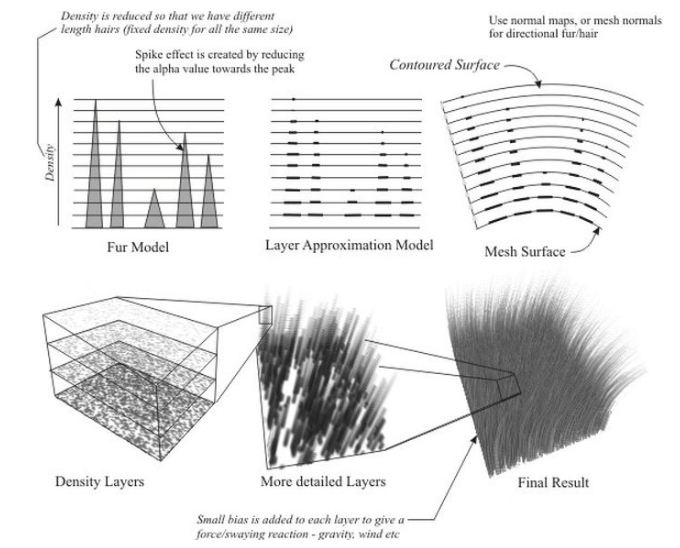 Density is reduced so that we have different
length hairs (fixed density for all the same size)
Use normal maps, or mesh normals
for directional fur/hair
Spike effect is created by reducing
the alpha value towards the peak
Contoured Surface
Density
Fur Model
Layer Approximation Model
Mesh Surface
Density Layers
More detailed Layers
Final Result
Small bias is added to each layer to give a
force/swaying reaction - gravity, wind etc